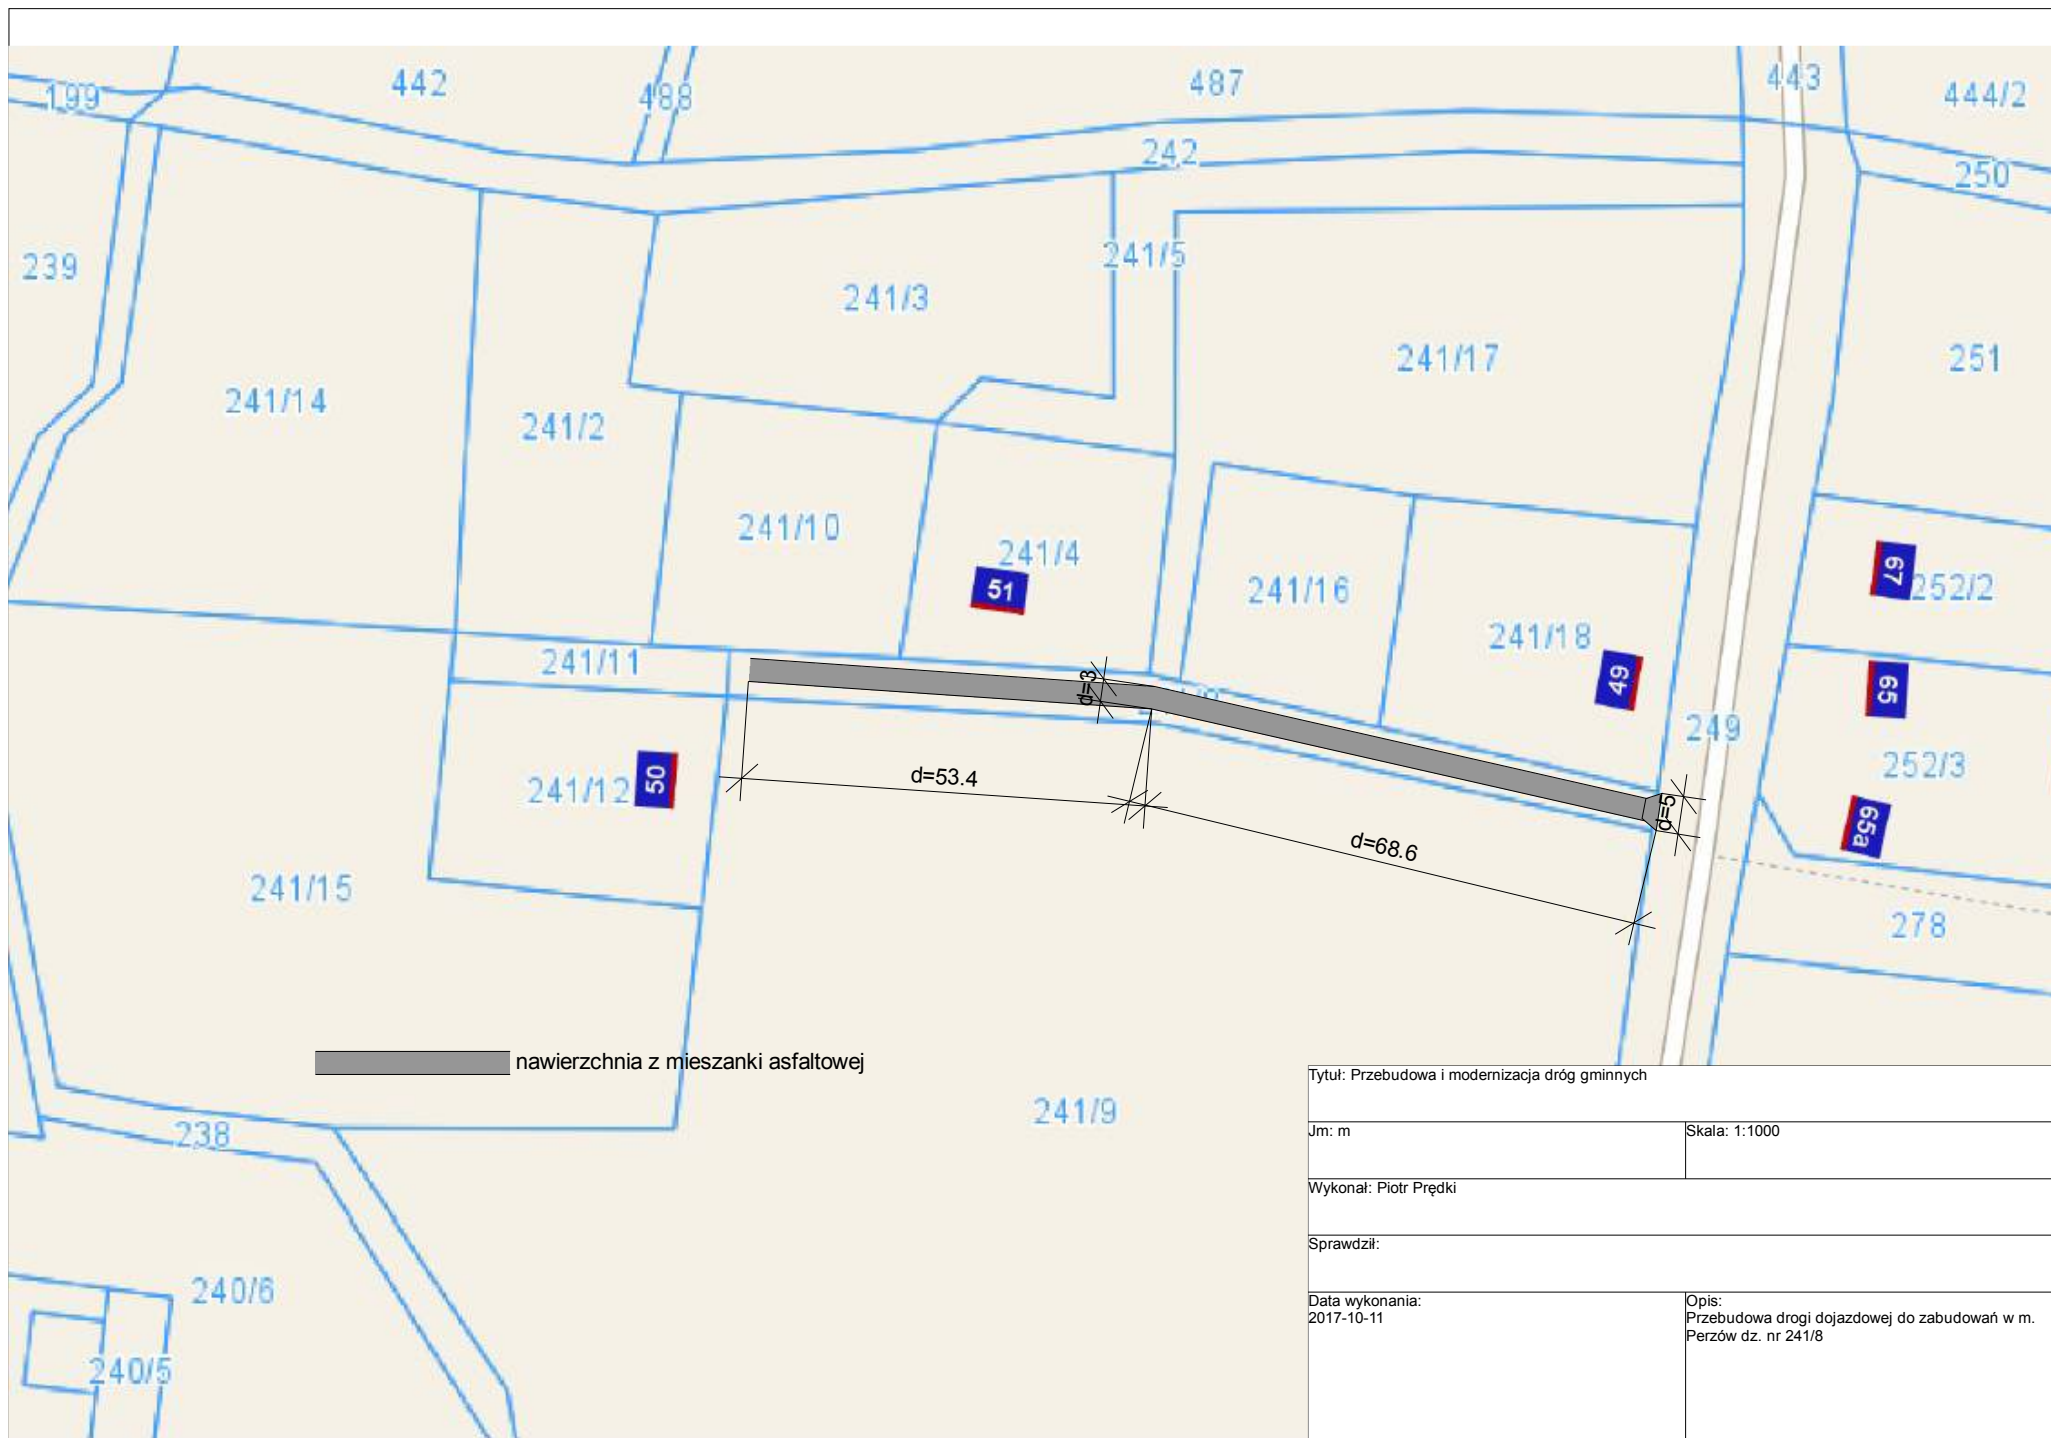 442
487
443
444/2
199
488
242
250
239
241/5
241/3
241/17
251
241/14
241/2
241/10
241/4
51
241/16
67
252/2
241/18
49
65
241/11
d=3
249
252/3
241/12
50
d=53.4
d=5
65a
d=68.6
241/15
278
nawierzchnia z mieszanki asfaltowej
241/9
238
240/6
240/5
Tytuł: Przebudowa i modernizacja dróg gminnych
Jm: m
Skala: 1:1000
Wykonał: Piotr Prędki
Sprawdził:
Data wykonania:
2017-10-11
Opis:
Przebudowa drogi dojazdowej do zabudowań w m.
Perzów dz. nr 241/8